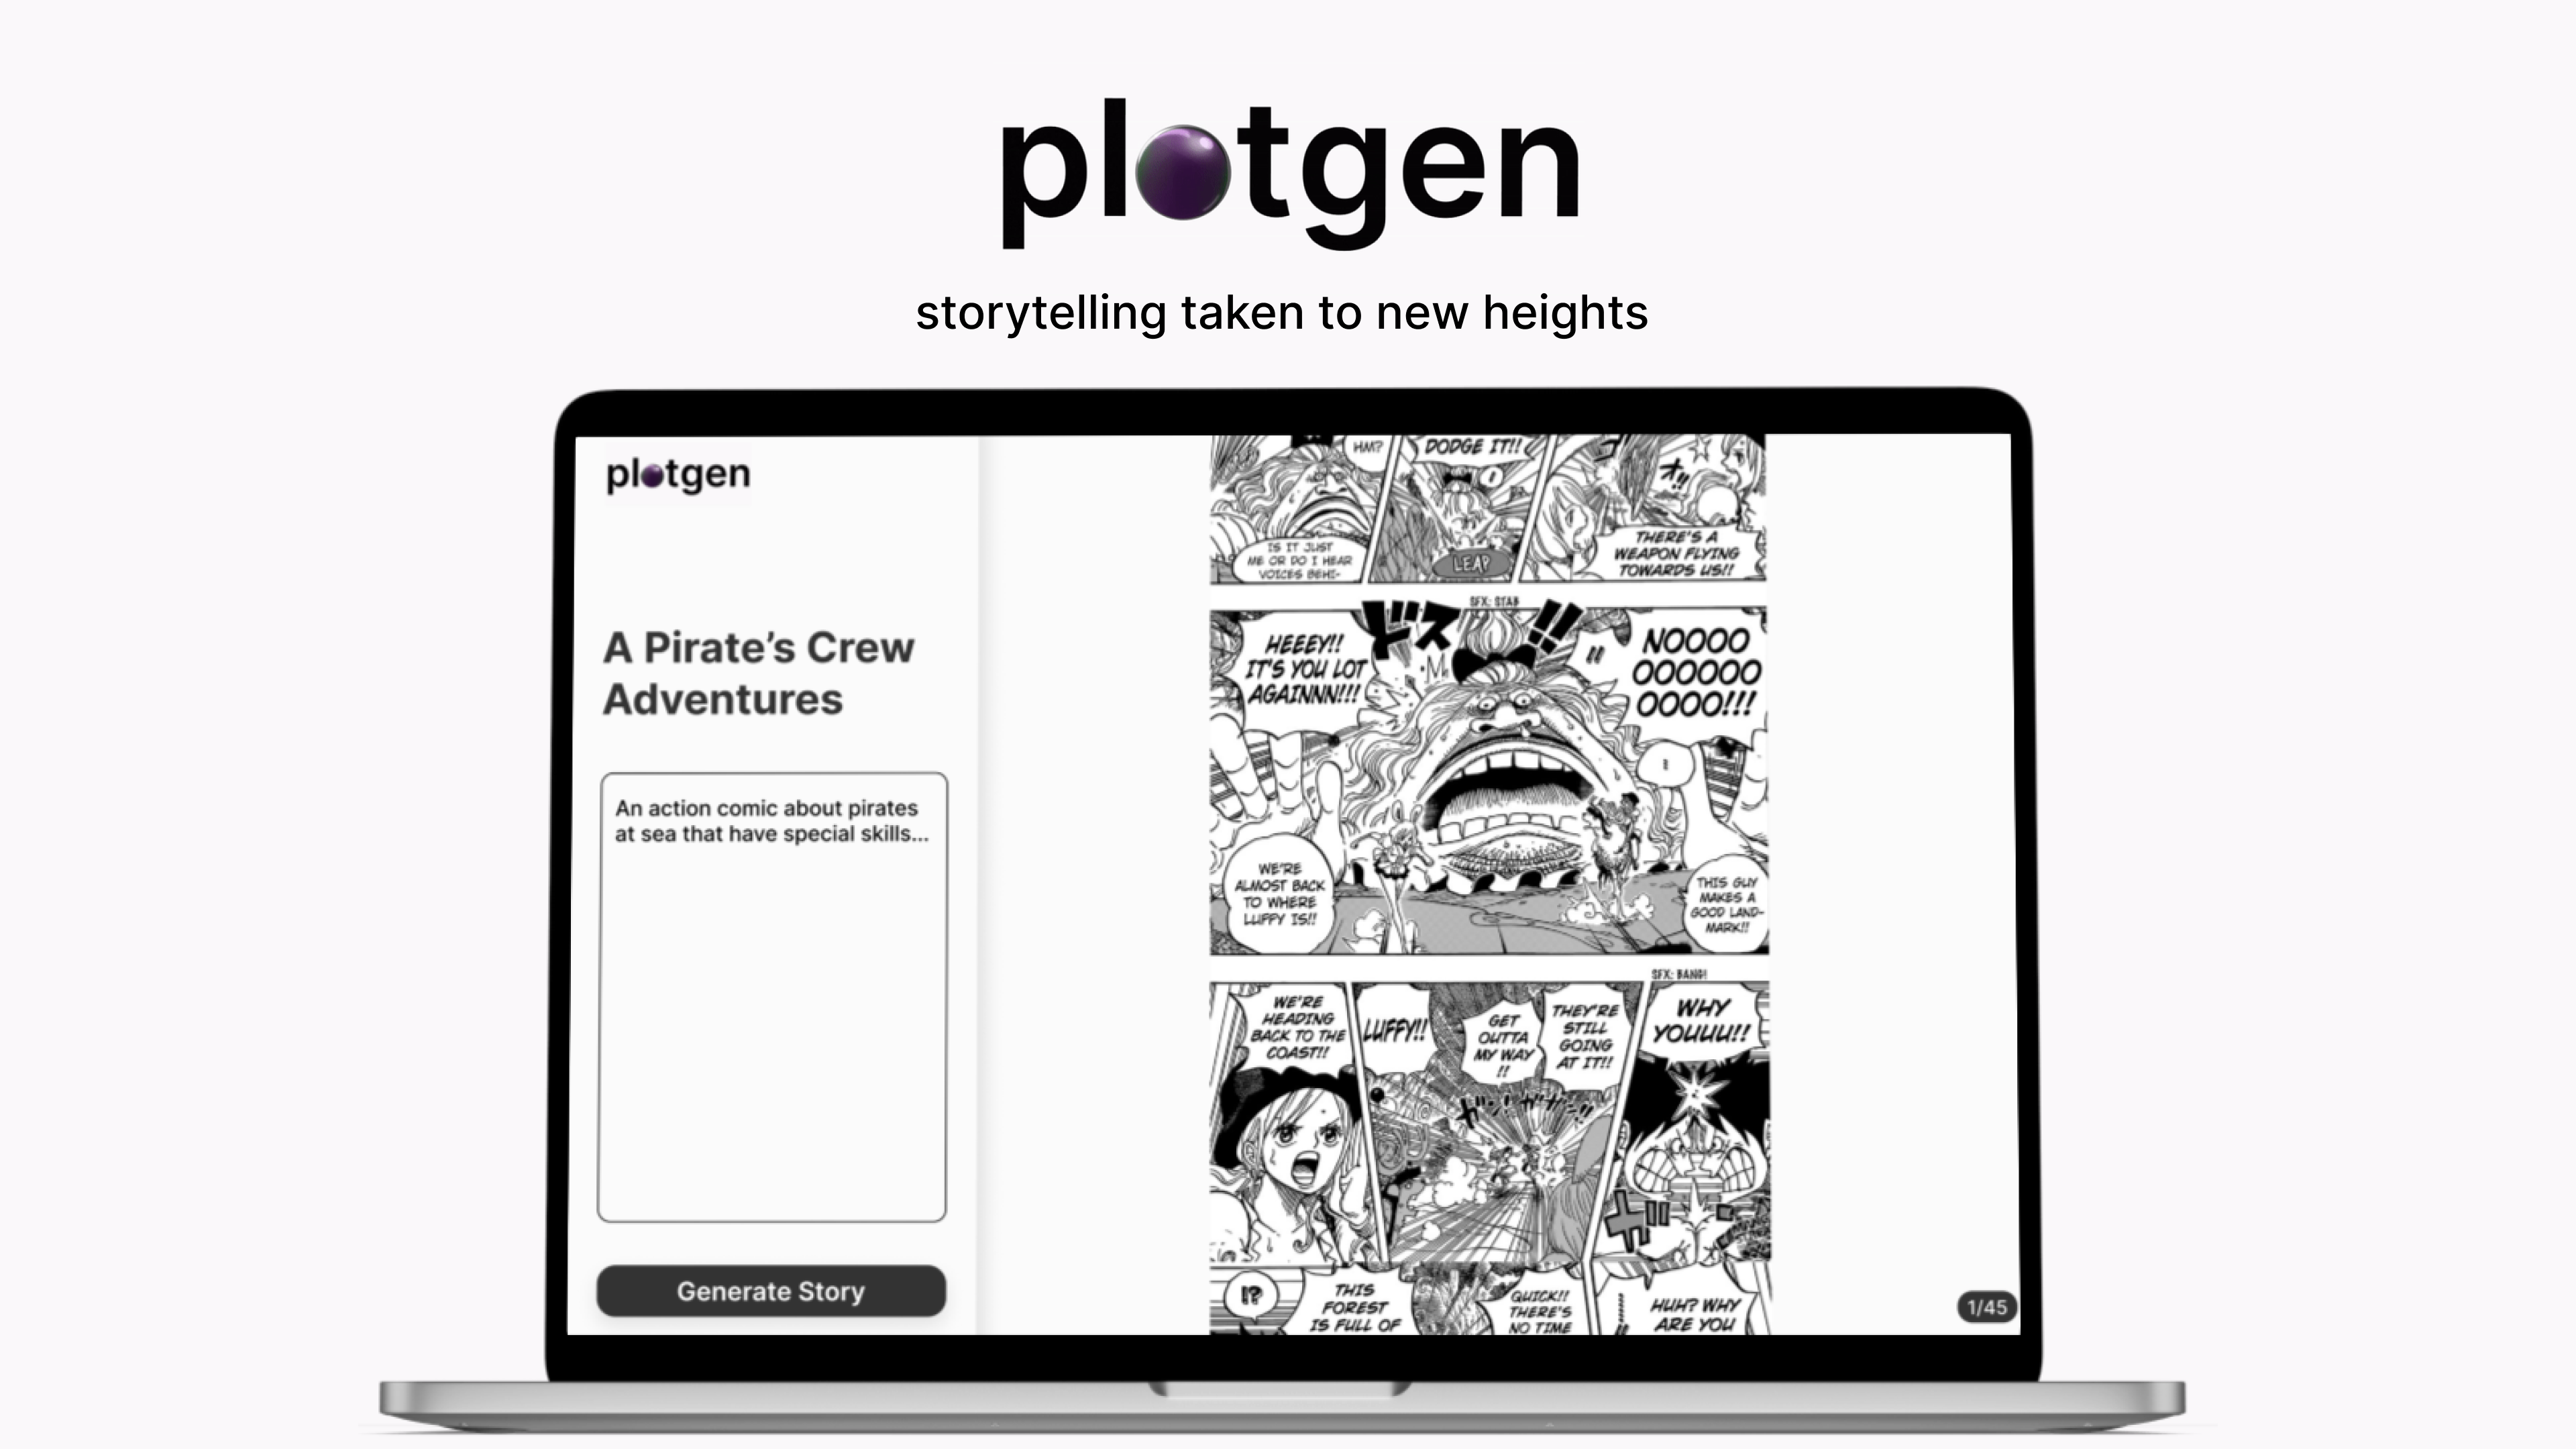 plotgen
storytelling taken to new heights
plotgen
A Pirate's Crew
Adventures
An action comic about pirates
at sea that have special skills...
Generate Story
HM?
DODGE IT!!
IS IT JUST
ME OR DO I HEAR
VOICES BEHI-
LEAP
オ!!
THERE'S A
WEAPON FLYING
TOWARDS US!!
SFX: STAB
HEEEY!!
IT'S YOU LOT
AGAINNN!!!
ドス!!
NOOOO
OOOOOO
OOOO!!!
WE'RE
ALMOST BACK
TO WHERE
LUFFY IS!!
THIS GUY
MAKES A
GOOD LAND-
MARK!!
SFX: BANG!
WE'RE
HEADING
BACK TO THE
COAST!!
LUFFY!!
GET
OUTTA
MY WAY
!!
THEY'RE
STILL
GOING
AT IT!!
WHY
YOUUU!!
!?
THIS
FOREST
IS FULL OF
QUICK!!
THERE'S
NO TIME
HUH? WHY
ARE YOU
1/45